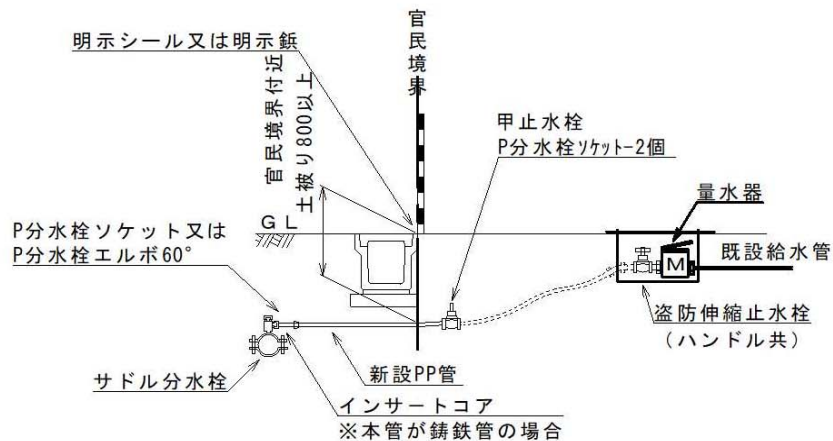 明示シール又は明示鋲
官民境界付近
土被り800以上
官民境界
甲止水栓
P分水栓ソケット-2個
量水器
GL
P分水栓ソケット又は
P分水栓エルボ60°
M
既設給水管
盗防伸縮止水栓
(ハンドル共)
サドル分水栓
新設PP管
インサートコア
※本管が鋳鉄管の場合